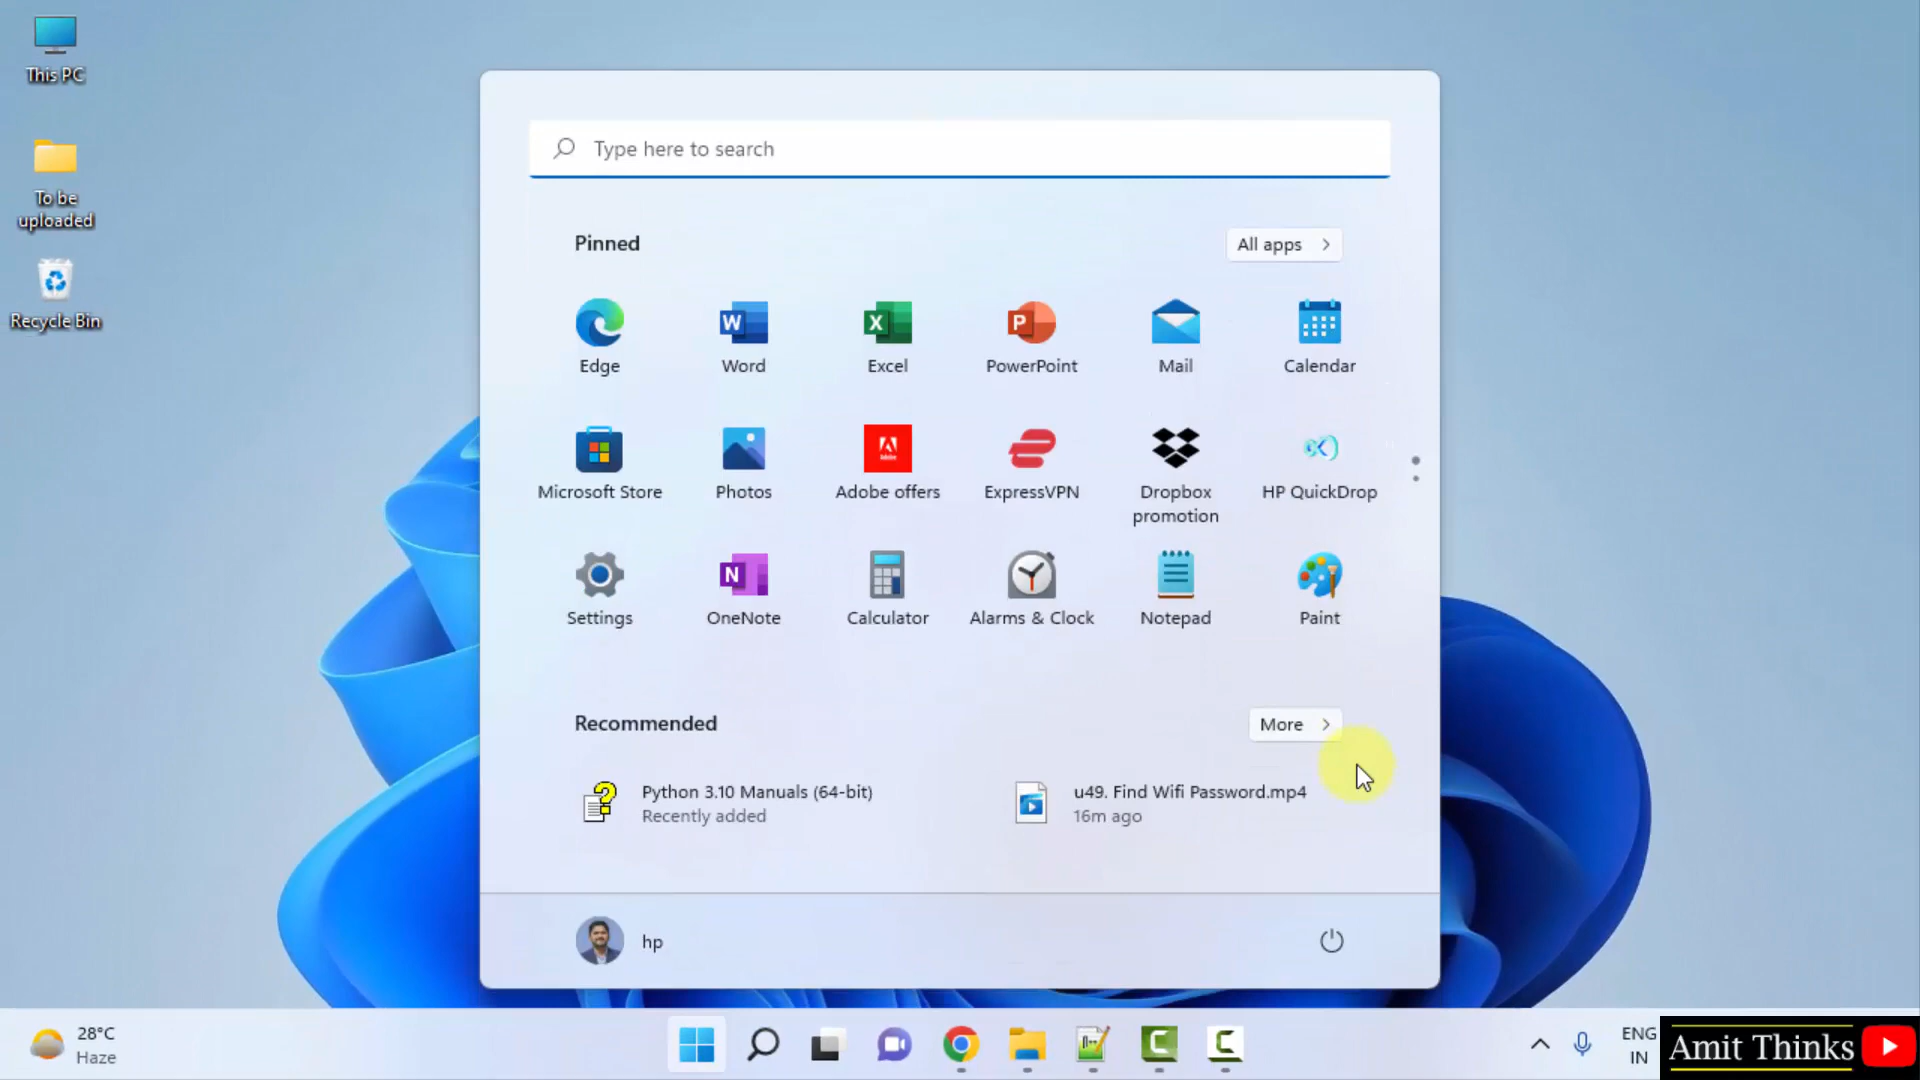 This PC
To be
uploaded
Recycle Bin
Type here to search
Pinned
All apps
Edge
Word
Excel
PowerPoint
Mail
Calendar
Microsoft Store
Photos
Adobe offers
ExpressVPN
Dropbox
promotion
HP QuickDrop
Settings
OneNote
Calculator
Alarms & Clock
Notepad
Paint
Recommended
More
Python 3.10 Manuals (64-bit)
Recently added
u49. Find Wifi Password.mp4
16m ago
hp
28°C
Haze
ENG
IN
Amit Thinks